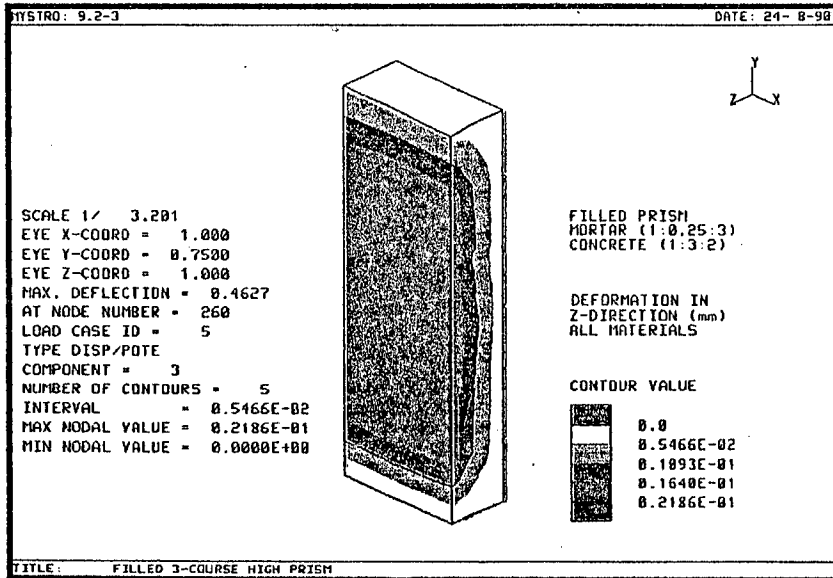 MYSTRO: 9.2-3 DATE: 24- 8-90
Y
Z X
SCALE 1/ 3.201
EYE X-COORD = 1.000
EYE Y-COORD = 0.7500
EYE Z-COORD = 1.000
MAX. DEFLECTION = 0.4627
AT NODE NUMBER = 260
LOAD CASE ID = 5
TYPE DISP/POTE
COMPONENT = 3
NUMBER OF CONTOURS = 5
INTERVAL = 0.5466E-02
MAX NODAL VALUE = 0.2186E-01
MIN NODAL VALUE = 0.0000E+00
FILLED PRISM
MORTAR (1:0.25:3)
CONCRETE (1:3:2)
DEFORMATION IN
Z-DIRECTION (mm)
ALL MATERIALS
CONTOUR VALUE
0.0
0.5466E-02
0.1093E-01
0.1640E-01
0.2186E-01
TITLE: FILLED 3-COURSE HIGH PRISM